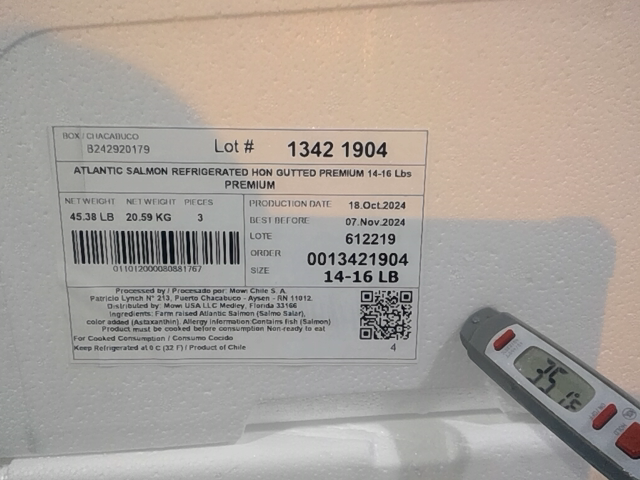 BOX / CHACABUCO
B242920179
Lot # 1342 1904
ATLANTIC SALMON REFRIGERATED HON GUTTED PREMIUM 14-16 Lbs
PREMIUM
NET WEIGHT NET WEIGHT PIECES
45.38 LB 20.59 KG 3
011012000080881767
PRODUCTION DATE 18.Oct.2024
BEST BEFORE 07.Nov.2024
LOTE 612219
ORDER 0013421904
SIZE 14-16 LB
Processed by / Procesado por: Mowi Chile S. A.
Patricio Lynch N° 213, Puerto Chacabuco - Aysen - RN 11012.
Distributed by: Mowi USA LLC Medley, Florida 33166
Ingredients: Farm raised Atlantic Salmon (Salmo Salar),
color added (Astaxanthin). Allergy Information:Contains fish (Salmon)
Product must be cooked before consumption Non-ready to eat
For Cooked Consumption / Consumo Cocido
Keep Refrigerated at 0 C (32 F) / Product of Chile
4
35.1